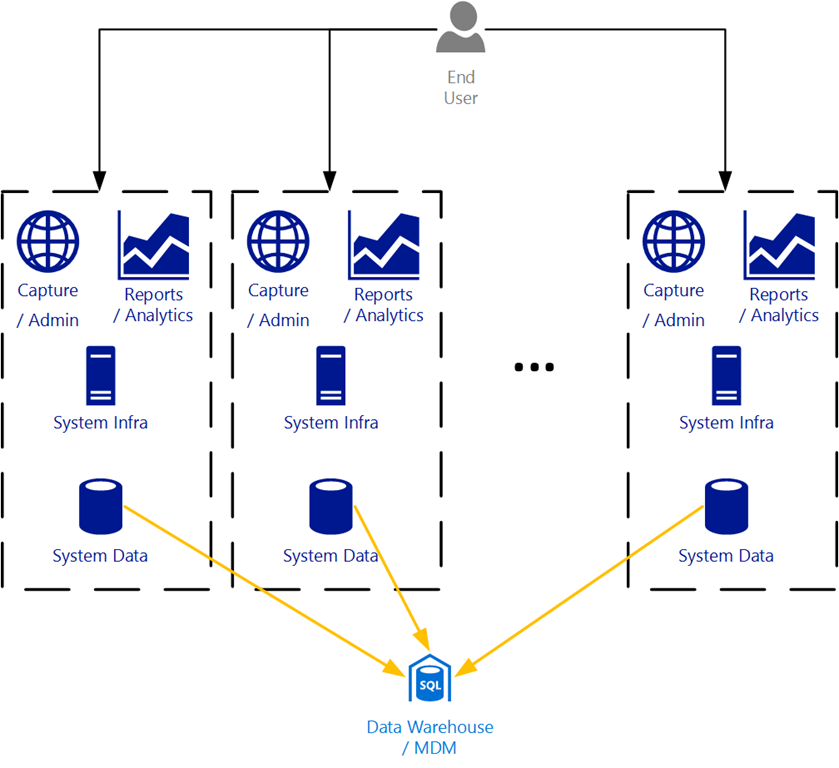 End
User
Capture
/ Admin
Reports
/ Analytics
System Infra
System Data
Capture
/ Admin
Reports
/ Analytics
System Infra
System Data
...
Capture
/ Admin
Reports
/ Analytics
System Infra
System Data
SQL
Data Warehouse
/ MDM